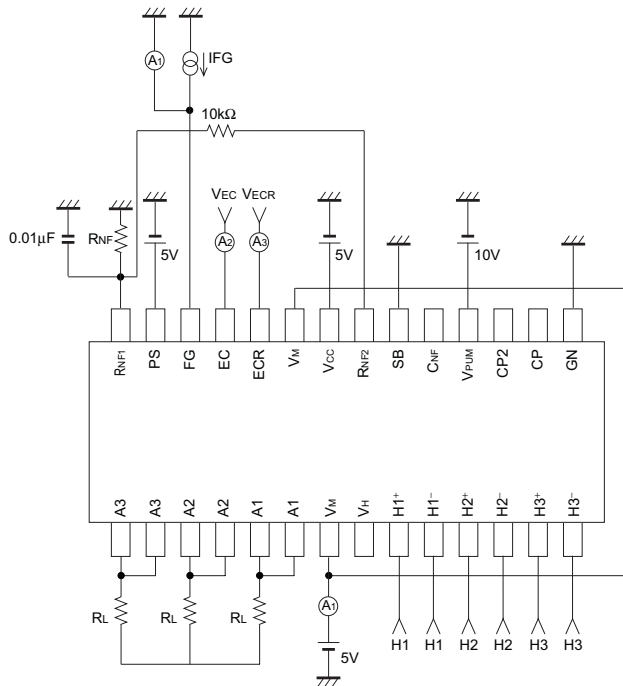 A1
IFG
10kΩ
VEC VECR
0.01μF
RNF
5V
A2
A3
5V
10V
RNF1
PS
FG
EC
ECR
VM
VCC
RNF2
SB
CNF
VPUM
CP2
CP
GN
A3
A3
A2
A2
A1
A1
VM
VH
H1+
H1−
H2+
H2−
H3+
H3−
RL
RL
RL
A1
5V
H1 H1 H2 H2 H3 H3